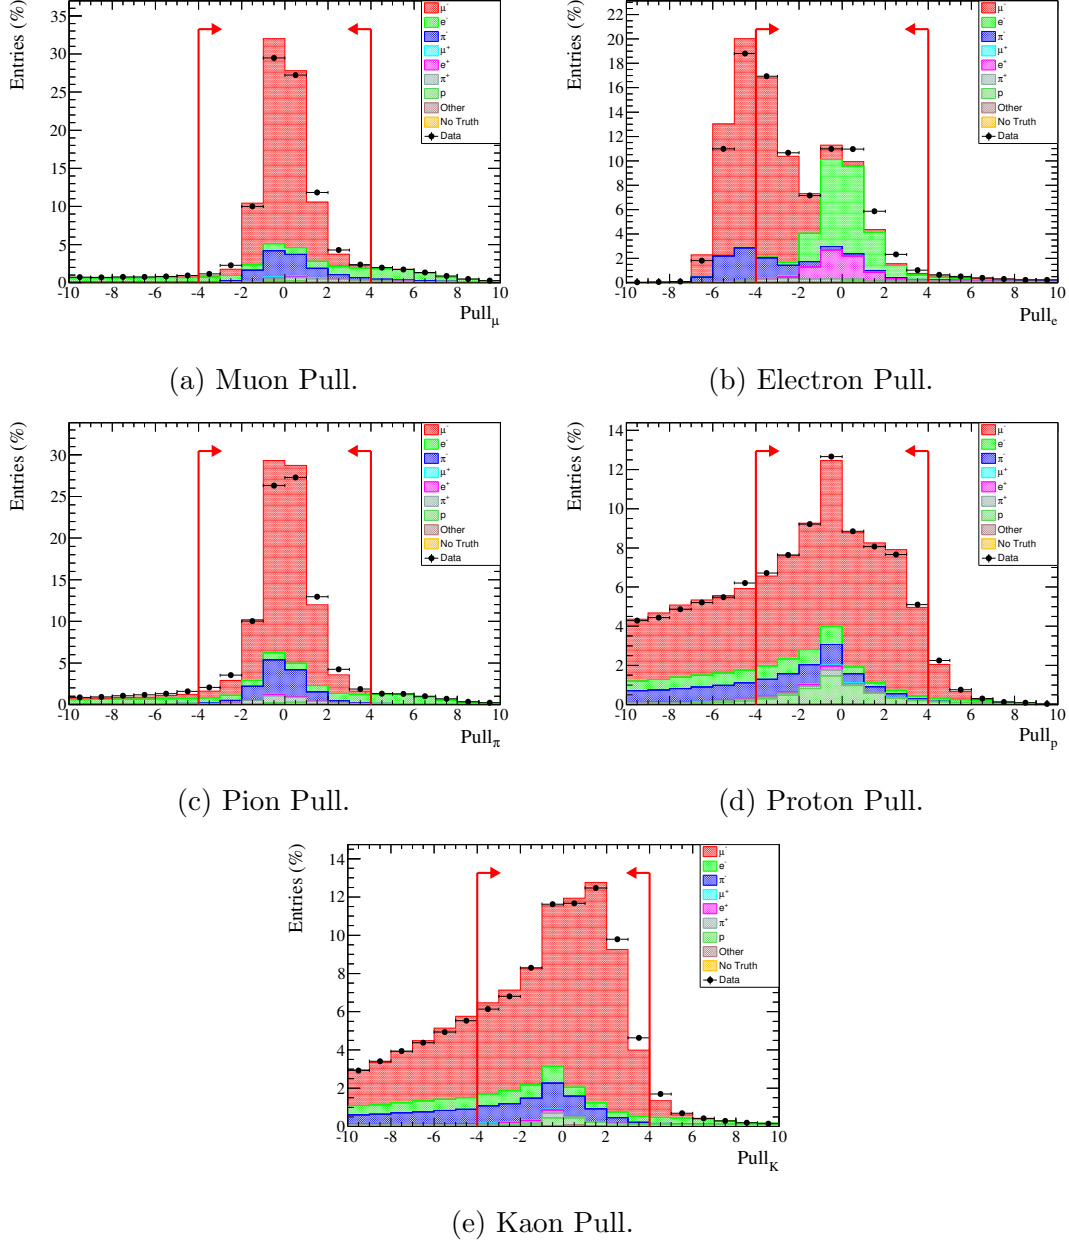 Entries (%)
35
30
25
20
15
10
5
0
-10 -8 -6 -4 -2 0 2 4 6 8 10
Pull_μ
μ⁻
e⁻
π⁻
μ⁺
e⁺
π⁺
p
Other
No Truth
Data
(a) Muon Pull.
Entries (%)
22
20
18
16
14
12
10
8
6
4
2
0
-10 -8 -6 -4 -2 0 2 4 6 8 10
Pull_e
μ⁻
e⁻
π⁻
μ⁺
e⁺
π⁺
p
Other
No Truth
Data
(b) Electron Pull.
Entries (%)
30
25
20
15
10
5
0
-10 -8 -6 -4 -2 0 2 4 6 8 10
Pull_π
μ⁻
e⁻
π⁻
μ⁺
e⁺
π⁺
p
Other
No Truth
Data
(c) Pion Pull.
Entries (%)
14
12
10
8
6
4
2
0
-10 -8 -6 -4 -2 0 2 4 6 8 10
Pull_p
μ⁻
e⁻
π⁻
μ⁺
e⁺
π⁺
p
Other
No Truth
Data
(d) Proton Pull.
Entries (%)
14
12
10
8
6
4
2
0
-10 -8 -6 -4 -2 0 2 4 6 8 10
Pull_K
μ⁻
e⁻
π⁻
μ⁺
e⁺
π⁺
p
Other
No Truth
Data
(e) Kaon Pull.